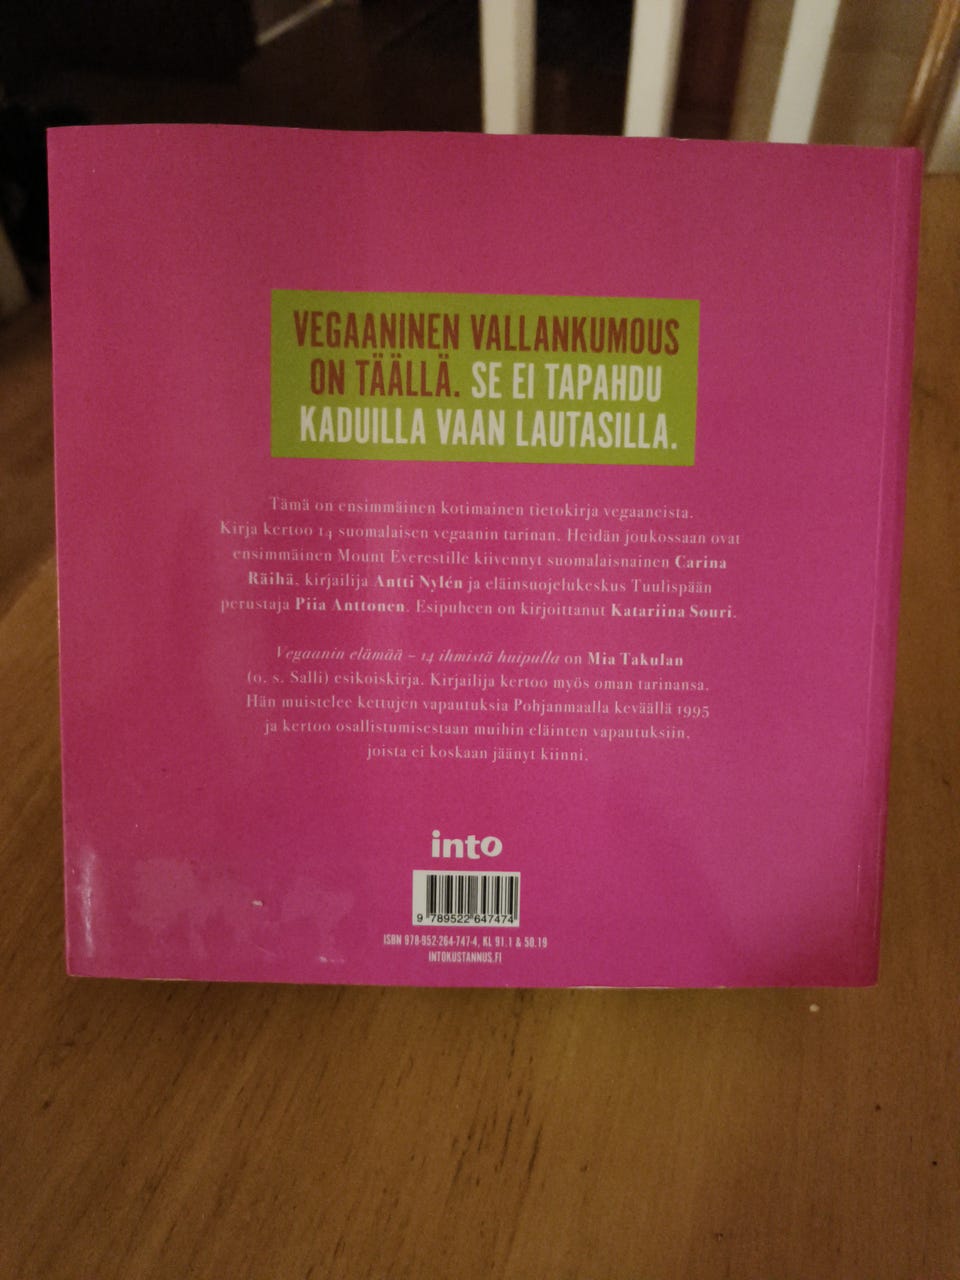 VEGAANINEN VALLANKUMOUS
ON TÄÄLLÄ. SE EI TAPAHDU
KADUILLA VAAN LAUTASILLA.
Tämä on ensimmäinen kotimainen tietokirja vegaaneista.
Kirja kertoo 14 suomalaisen vegaanin tarinan. Heidän joukossaan ovat
ensimmäinen Mount Everestille kiivennyt suomalaisnainen Carina
Räihä, kirjailija Antti Nylén ja eläinsuojelukeskus Tuulispään
perustaja Piia Anttonen. Esipuheen on kirjoittanut Katariina Souri.
Vegaanin elämää – 14 ihmistä huipulla on Mia Takulan
(o. s. Salli) esikoiskirja. Kirjailija kertoo myös oman tarinansa.
Hän muistelee kettujen vapautuksia Pohjanmaalla keväällä 1995
ja kertoo osallistumisestaan muihin eläinten vapautuksiin,
joista ei koskaan jäänyt kiinni.
into
9 789522 647474
ISBN 978-952-264-747-4, KL 91.1 & 50.19
INTOKUSTANNUS.FI